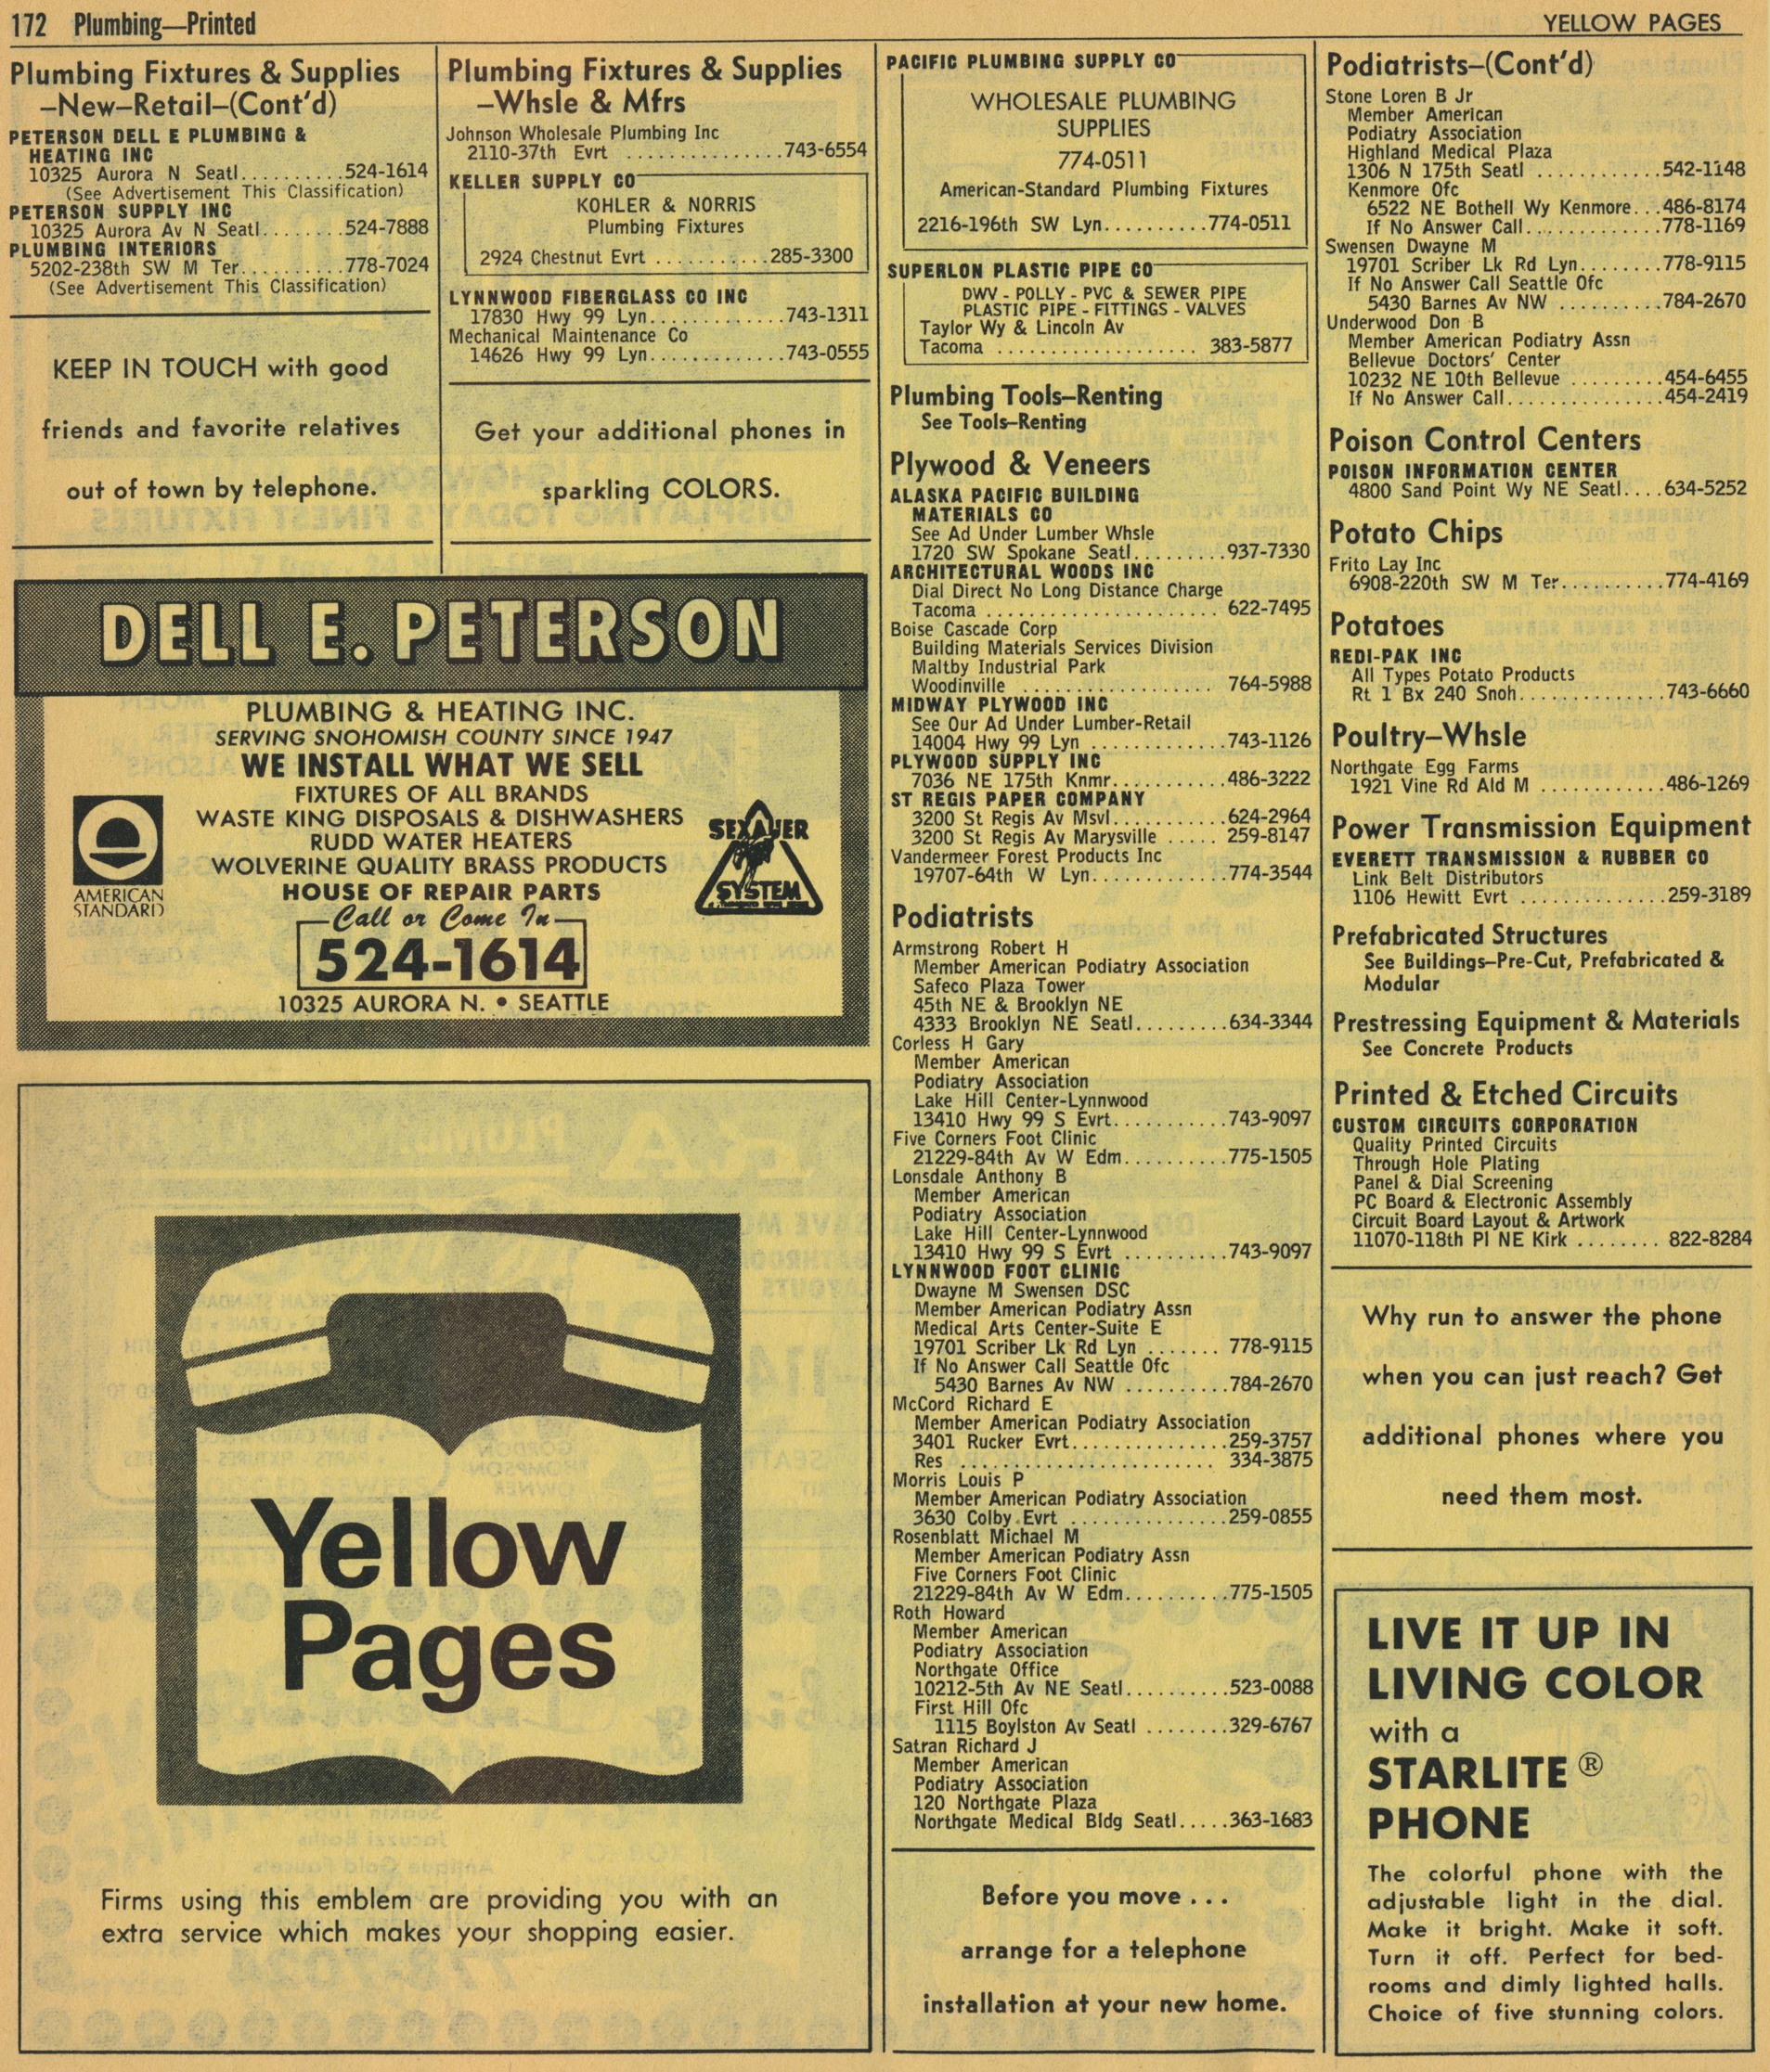 172 Plumbing—Printed
YELLOW PAGES
Plumbing Fixtures & Supplies
–New–Retail–(Cont'd)
PETERSON DELL E PLUMBING &
HEATING INC
10325 Aurora N Seatl..........524-1614
(See Advertisement This Classification)
PETERSON SUPPLY INC
10325 Aurora Av N Seatl........524-7888
PLUMBING INTERIORS
5202-238th SW M Ter..........778-7024
(See Advertisement This Classification)
KEEP IN TOUCH with good
friends and favorite relatives
out of town by telephone.
Plumbing Fixtures & Supplies
–Whsle & Mfrs
Johnson Wholesale Plumbing Inc
2110-37th Evrt ...............743-6554
KELLER SUPPLY CO
KOHLER & NORRIS
Plumbing Fixtures
2924 Chestnut Evrt ...........285-3300
LYNNWOOD FIBERGLASS CO INC
17830 Hwy 99 Lyn.............743-1311
Mechanical Maintenance Co
14626 Hwy 99 Lyn.............743-0555
Get your additional phones in
sparkling COLORS.
DELL E. PETERSON
PLUMBING & HEATING INC.
SERVING SNOHOMISH COUNTY SINCE 1947
WE INSTALL WHAT WE SELL
FIXTURES OF ALL BRANDS
WASTE KING DISPOSALS & DISHWASHERS
RUDD WATER HEATERS
WOLVERINE QUALITY BRASS PRODUCTS
HOUSE OF REPAIR PARTS
Call or Come In
524-1614
10325 AURORA N. • SEATTLE
AMERICAN
STANDARD
SEXAUER
SYSTEM
Yellow
Pages
Firms using this emblem are providing you with an
extra service which makes your shopping easier.
PACIFIC PLUMBING SUPPLY CO
WHOLESALE PLUMBING
SUPPLIES
774-0511
American-Standard Plumbing Fixtures
2216-196th SW Lyn..........774-0511
SUPERLON PLASTIC PIPE CO
DWV - POLLY - PVC & SEWER PIPE
PLASTIC PIPE - FITTINGS - VALVES
Taylor Wy & Lincoln Av
Tacoma ................... 383-5877
Plumbing Tools–Renting
See Tools–Renting
Plywood & Veneers
ALASKA PACIFIC BUILDING
MATERIALS CO
See Ad Under Lumber Whsle
1720 SW Spokane Seatl.........937-7330
ARCHITECTURAL WOODS INC
Dial Direct No Long Distance Charge
Tacoma ...................... 622-7495
Boise Cascade Corp
Building Materials Services Division
Maltby Industrial Park
Woodinville .................. 764-5988
MIDWAY PLYWOOD INC
See Our Ad Under Lumber-Retail
14004 Hwy 99 Lyn .............743-1126
PLYWOOD SUPPLY INC
7036 NE 175th Knmr...........486-3222
ST REGIS PAPER COMPANY
3200 St Regis Av Msvl...........624-2964
3200 St Regis Av Marysville ..... 259-8147
Vandermeer Forest Products Inc
19707-64th W Lyn.............774-3544
Podiatrists
Armstrong Robert H
Member American Podiatry Association
Safeco Plaza Tower
45th NE & Brooklyn NE
4333 Brooklyn NE Seatl.........634-3344
Corless H Gary
Member American
Podiatry Association
Lake Hill Center-Lynnwood
13410 Hwy 99 S Evrt...........743-9097
Five Corners Foot Clinic
21229-84th Av W Edm..........775-1505
Lonsdale Anthony B
Member American
Podiatry Association
Lake Hill Center-Lynnwood
13410 Hwy 99 S Evrt ..........743-9097
LYNNWOOD FOOT CLINIC
Dwayne M Swensen DSC
Member American Podiatry Assn
Medical Arts Center-Suite E
19701 Scriber Lk Rd Lyn ....... 778-9115
If No Answer Call Seattle Ofc
5430 Barnes Av NW ..........784-2670
McCord Richard E
Member American Podiatry Association
3401 Rucker Evrt...............259-3757
Res ........................ 334-3875
Morris Louis P
Member American Podiatry Association
3630 Colby Evrt ...............259-0855
Rosenblatt Michael M
Member American Podiatry Assn
Five Corners Foot Clinic
21229-84th Av W Edm..........775-1505
Roth Howard
Member American
Podiatry Association
Northgate Office
10212-5th Av NE Seatl..........523-0088
First Hill Ofc
1115 Boylston Av Seatl ........329-6767
Satran Richard J
Member American
Podiatry Association
120 Northgate Plaza
Northgate Medical Bldg Seatl.....363-1683
Before you move . . .
arrange for a telephone
installation at your new home.
Podiatrists–(Cont'd)
Stone Loren B Jr
Member American
Podiatry Association
Highland Medical Plaza
1306 N 175th Seatl ............542-1148
Kenmore Ofc
6522 NE Bothell Wy Kenmore...486-8174
If No Answer Call.............778-1169
Swensen Dwayne M
19701 Scriber Lk Rd Lyn........778-9115
If No Answer Call Seattle Ofc
5430 Barnes Av NW ..........784-2670
Underwood Don B
Member American Podiatry Assn
Bellevue Doctors' Center
10232 NE 10th Bellevue .........454-6455
If No Answer Call...............454-2419
Poison Control Centers
POISON INFORMATION CENTER
4800 Sand Point Wy NE Seatl....634-5252
Potato Chips
Frito Lay Inc
6908-220th SW M Ter..........774-4169
Potatoes
REDI-PAK INC
All Types Potato Products
Rt 1 Bx 240 Snoh..............743-6660
Poultry–Whsle
Northgate Egg Farms
1921 Vine Rd Ald M ............486-1269
Power Transmission Equipment
EVERETT TRANSMISSION & RUBBER CO
Link Belt Distributors
1106 Hewitt Evrt ..............259-3189
Prefabricated Structures
See Buildings–Pre-Cut, Prefabricated &
Modular
Prestressing Equipment & Materials
See Concrete Products
Printed & Etched Circuits
CUSTOM CIRCUITS CORPORATION
Quality Printed Circuits
Through Hole Plating
Panel & Dial Screening
PC Board & Electronic Assembly
Circuit Board Layout & Artwork
11070-118th Pl NE Kirk ........ 822-8284
Why run to answer the phone
when you can just reach? Get
additional phones where you
need them most.
LIVE IT UP IN
LIVING COLOR
with a
STARLITE ®
PHONE
The colorful phone with the
adjustable light in the dial.
Make it bright. Make it soft.
Turn it off. Perfect for bed-
rooms and dimly lighted halls.
Choice of five stunning colors.